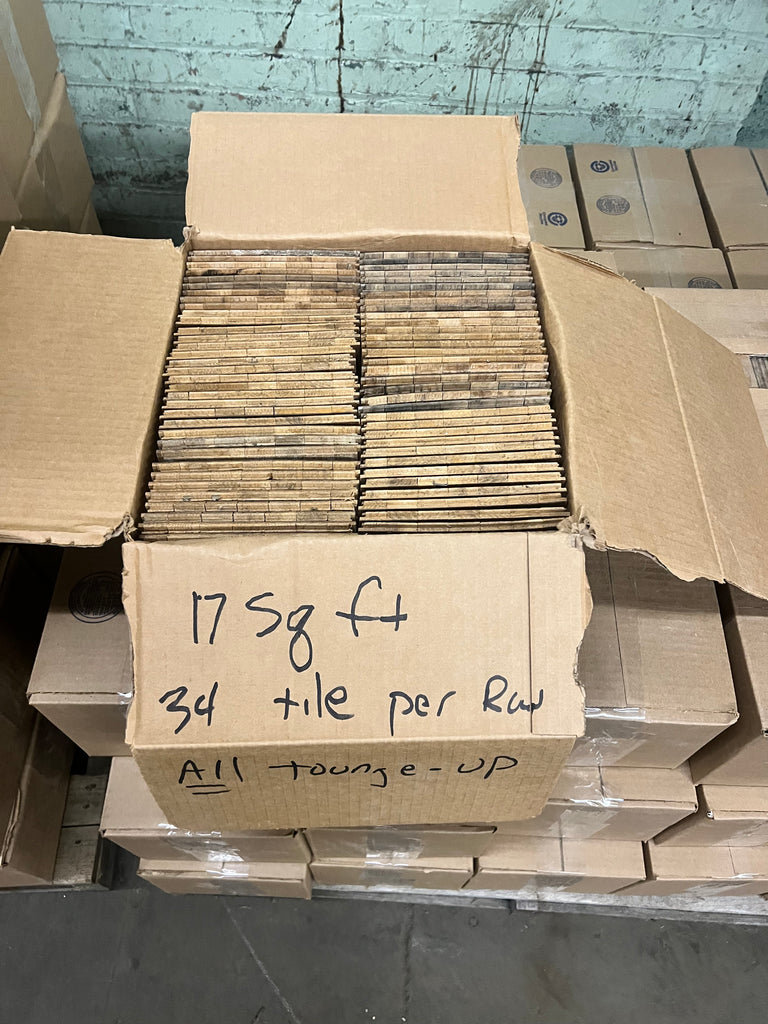 17 Sq ft
34 tile per Row
All tounge-up